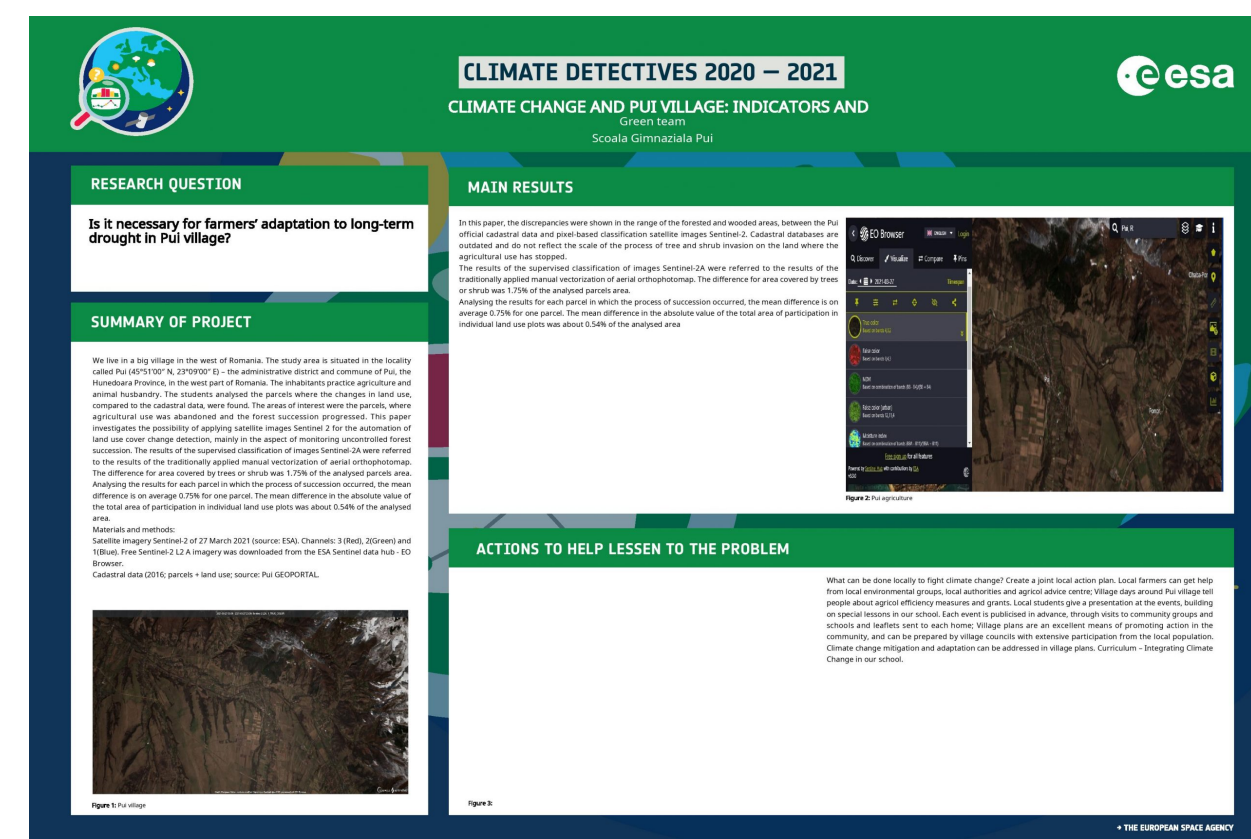 CLIMATE DETECTIVES 2020 – 2021
CLIMATE CHANGE AND PUI VILLAGE: INDICATORS AND
Green team
Scoala Gimnaziala Pui
esa
RESEARCH QUESTION
Is it necessary for farmers' adaptation to long-term
drought in Pui village?
SUMMARY OF PROJECT
We live in a big village in the west of Romania. The study area is situated in the locality
called Pui (45°51'00" N, 23°09'00" E) – the administrative district and commune of Pui, the
Hunedoara Province, in the west part of Romania. The inhabitants practice agriculture and
animal husbandry. The students analysed the parcels where the changes in land use,
compared to the cadastral data, were found. The areas of interest were the parcels, where
agricultural use was abandoned and the forest succession progressed. This paper
investigates the possibility of applying satellite images Sentinel 2 for the automation of
land use cover change detection, mainly in the aspect of monitoring uncontrolled forest
succession. The results of the supervised classification of images Sentinel-2A were referred
to the results of the traditionally applied manual vectorization of aerial orthophotomap.
The difference for area covered by trees or shrub was 1.75% of the analysed parcels area.
Analysing the results for each parcel in which the process of succession occurred, the mean
difference is on average 0.75% for one parcel. The mean difference in the absolute value of
the total area of participation in individual land use plots was about 0.54% of the analysed
area.
Materials and methods:
Satellite imagery Sentinel-2 of 27 March 2021 (source: ESA). Channels: 3 (Red), 2(Green) and
1(Blue). Free Sentinel-2 L2 A imagery was downloaded from the ESA Sentinel data hub - EO
Browser.
Cadastral data (2016; parcels + land use; source: Pui GEOPORTAL.
Figure 1: Pui village
MAIN RESULTS
In this paper, the discrepancies were shown in the range of the forested and wooded areas, between the Pui
official cadastral data and pixel-based classification satellite images Sentinel-2. Cadastral databases are
outdated and do not reflect the scale of the process of tree and shrub invasion on the land where the
agricultural use has stopped.
The results of the supervised classification of images Sentinel-2A were referred to the results of the
traditionally applied manual vectorization of aerial orthophotomap. The difference for area covered by trees
or shrub was 1.75% of the analysed parcels area.
Analysing the results for each parcel in which the process of succession occurred, the mean difference is on
average 0.75% for one parcel. The mean difference in the absolute value of the total area of participation in
individual land use plots was about 0.54% of the analysed area
EO Browser
ENGLISH
Login
Discover Visualize Compare Pins
Date: 2021-03-27
True color
False color
NDVI
False color (urban)
Moisture index
Free sign up for all features
Powered by Sentinel Hub with contributions by ESA
Pui, R
Ponor
Figure 2: Pui agriculture
ACTIONS TO HELP LESSEN TO THE PROBLEM
What can be done locally to fight climate change? Create a joint local action plan. Local farmers can get help
from local environmental groups, local authorities and agricol advice centre; Village days around Pui village tell
people about agricol efficiency measures and grants. Local students give a presentation at the events, building
on special lessons in our school. Each event is publicised in advance, through visits to community groups and
schools and leaflets sent to each home; Village plans are an excellent means of promoting action in the
community, and can be prepared by village councils with extensive participation from the local population.
Climate change mitigation and adaptation can be addressed in village plans. Curriculum – Integrating Climate
Change in our school.
Figure 3:
→ THE EUROPEAN SPACE AGENCY